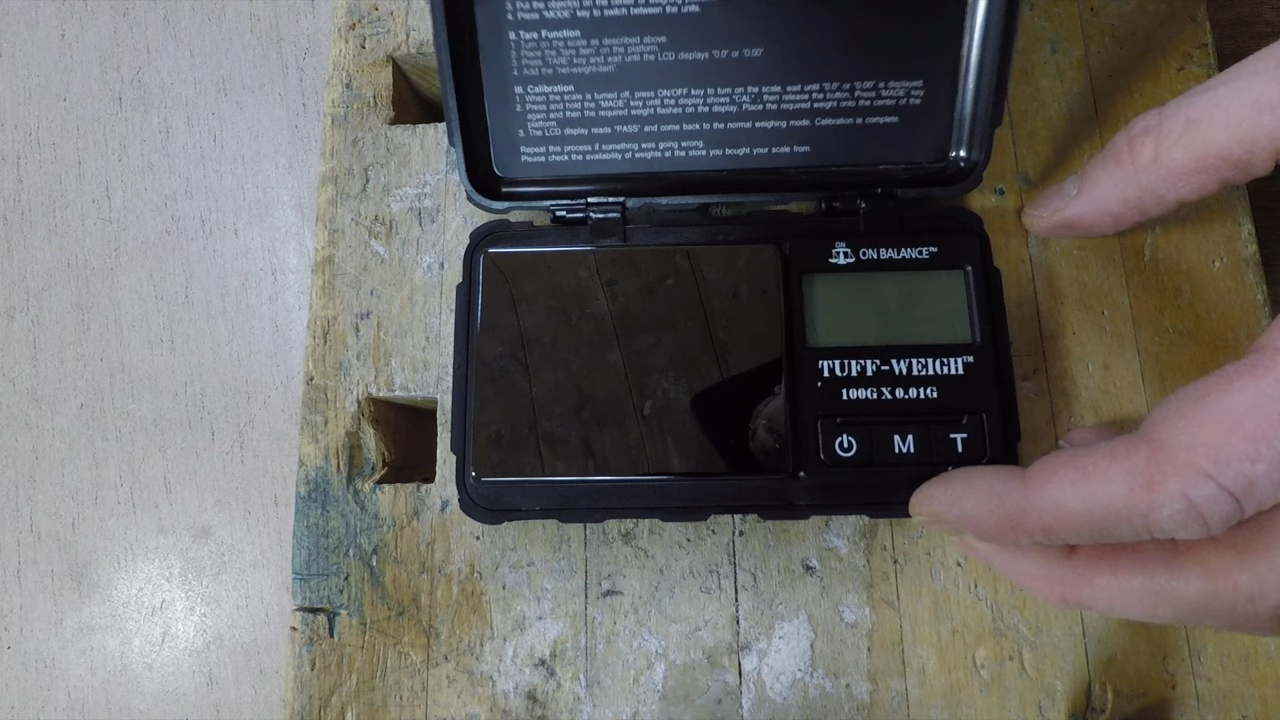 3. Put the object(s) on the center of weighing
4. Press "MODE" key to switch between the units.
II. Tare Function
1. Turn on the scale as described above.
2. Place the "tare item" on the platform.
3. Press "TARE" key and wait until the LCD displays "0.0" or "0.00".
4. Add the "net-weight-item".
III. Calibration
1. When the scale is turned off, press ON/OFF key to turn on the scale, wait until "0.0" or "0.00" is displayed.
2. Press and hold the "MADE" key until the display shows "CAL", then release the button. Press "MADE" key
again and then the required weight flashes on the display. Place the required weight onto the center of the
platform.
3. The LCD display reads "PASS" and come back to the normal weighing mode. Calibration is complete.
Repeat this process if something was going wrong.
Please check the availability of weights at the store you bought your scale from.
ON
ON BALANCE™
TUFF-WEIGH™
100G X 0.01G
M T